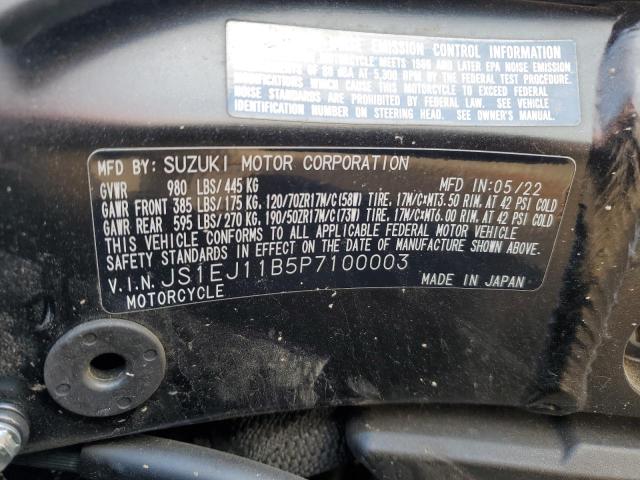 NOISE EMISSION CONTROL INFORMATION
MOTORCYCLE MEETS 1986 AND LATER EPA NOISE EMISSION
OF 80 dBA AT 5,300 RPM BY THE FEDERAL TEST PROCEDURE.
MODIFICATIONS WHICH CAUSE THIS MOTORCYCLE TO EXCEED FEDERAL
NOISE STANDARDS ARE PROHIBITED BY FEDERAL LAW. SEE VEHICLE
IDENTIFICATION NUMBER ON STEERING HEAD. SEE OWNER'S MANUAL.
MFD BY: SUZUKI MOTOR CORPORATION
MFD IN: 05/22
GVWR 980 LBS/445 KG
GAWR FRONT 385 LBS/175 KG, 120/70ZR17M/C(58W) TIRE, 17M/C×MT3.50 RIM, AT 42 PSI COLD
GAWR REAR 595 LBS/270 KG, 190/50ZR17M/C(73W) TIRE, 17M/C×MT6.00 RIM, AT 42 PSI COLD
THIS VEHICLE CONFORMS TO ALL APPLICABLE FEDERAL MOTOR VEHICLE
SAFETY STANDARDS IN EFFECT ON THE DATE OF MANUFACTURE SHOWN ABOVE.
V.I.N. JS1EJ11B5P7100003
MADE IN JAPAN
MOTORCYCLE